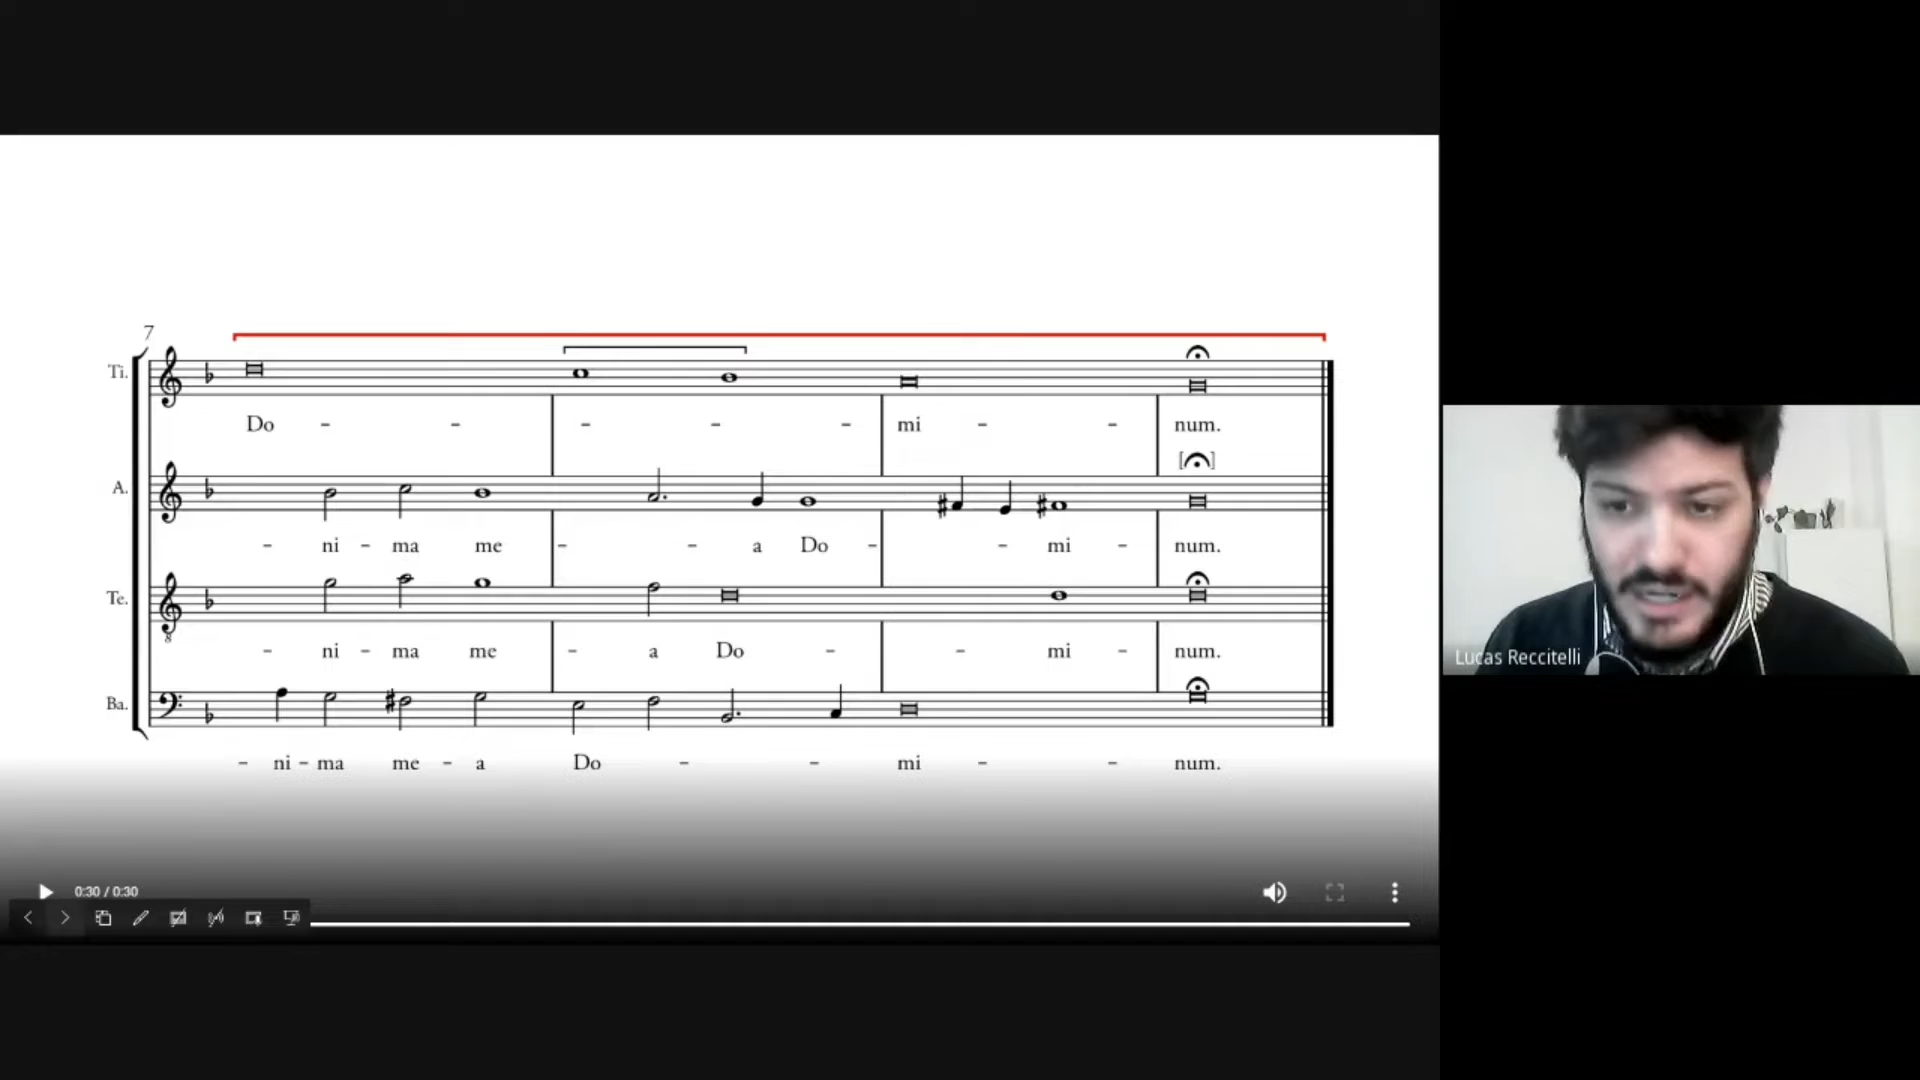 7
Ti.
Do - - - - - mi - - num.
[ ]
A.
- ni - ma me - - a Do - - mi - num.
Te.
8
- ni - ma me - a Do - - mi - num.
Ba.
- ni - ma me - a Do - - mi - - num.
0:30 / 0:30
Lucas Reccitelli